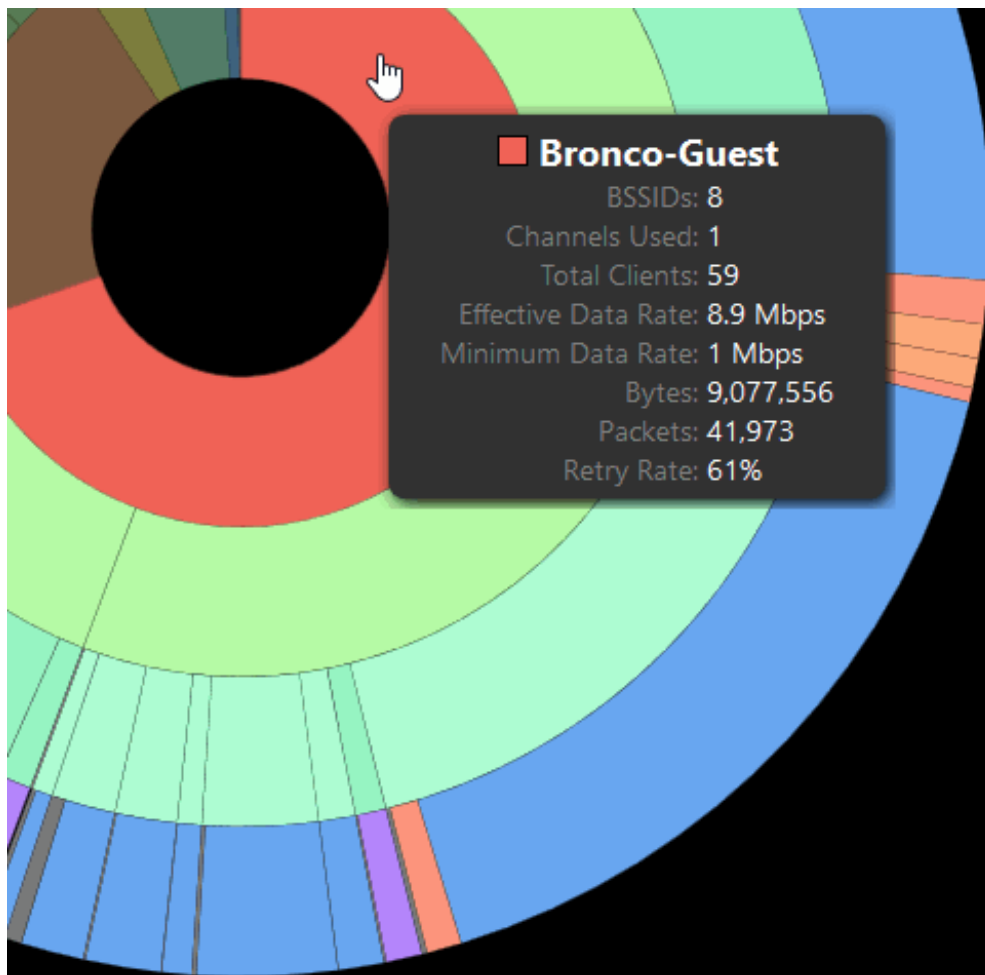 Bronco-Guest
BSSIDs: 8
Channels Used: 1
Total Clients: 59
Effective Data Rate: 8.9 Mbps
Minimum Data Rate: 1 Mbps
Bytes: 9,077,556
Packets: 41,973
Retry Rate: 61%